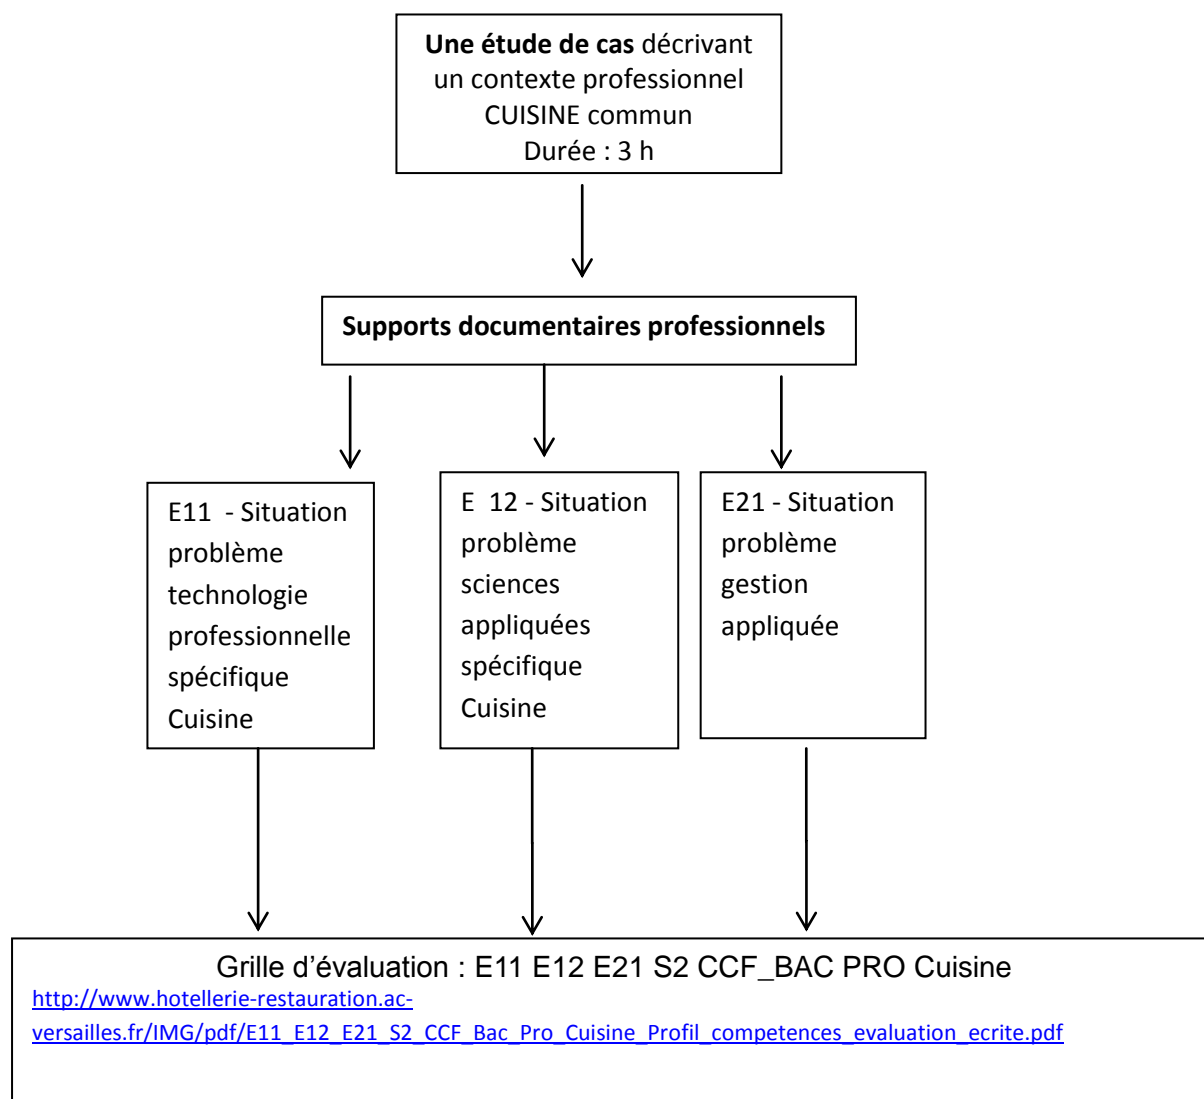 Une étude de cas décrivant
un contexte professionnel
CUISINE commun
Durée : 3 h
Supports documentaires professionnels
E11  - Situation
problème
technologie
professionnelle
spécifique
Cuisine
E  12 - Situation
problème
sciences
appliquées
spécifique
Cuisine
E21 - Situation
problème
gestion
appliquée
Grille d’évaluation : E11 E12 E21 S2 CCF_BAC PRO Cuisine
http://www.hotellerie-restauration.ac-
versailles.fr/IMG/pdf/E11_E12_E21_S2_CCF_Bac_Pro_Cuisine_Profil_competences_evaluation_ecrite.pdf